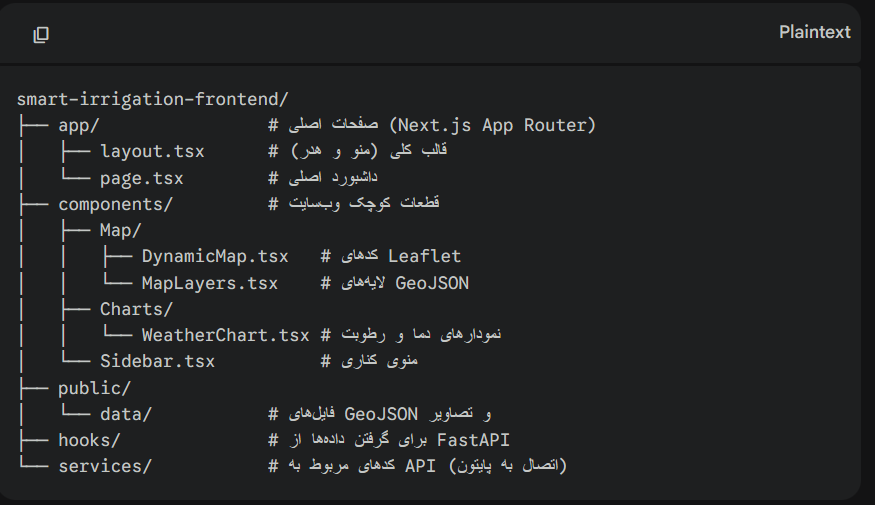 Plaintext
smart-irrigation-frontend/
├── app/                # صفحات اصلی (Next.js App Router)
│   ├── layout.tsx      # قالب کلی (منو و هدر)
│   └── page.tsx        # داشبورد اصلی
├── components/         # قطعات کوچک وب‌سایت
│   ├── Map/
│   │   ├── DynamicMap.tsx   # کدهای Leaflet
│   │   └── MapLayers.tsx    # لایه‌های GeoJSON
│   ├── Charts/
│   │   └── WeatherChart.tsx # نمودارهای دما و رطوبت
│   └── Sidebar.tsx          # منوی کناری
├── public/
│   └── data/           # فایل‌های GeoJSON و تصاویر
├── hooks/              # برای گرفتن داده‌ها از FastAPI
└── services/           # کدهای مربوط به API (اتصال به پایتون)